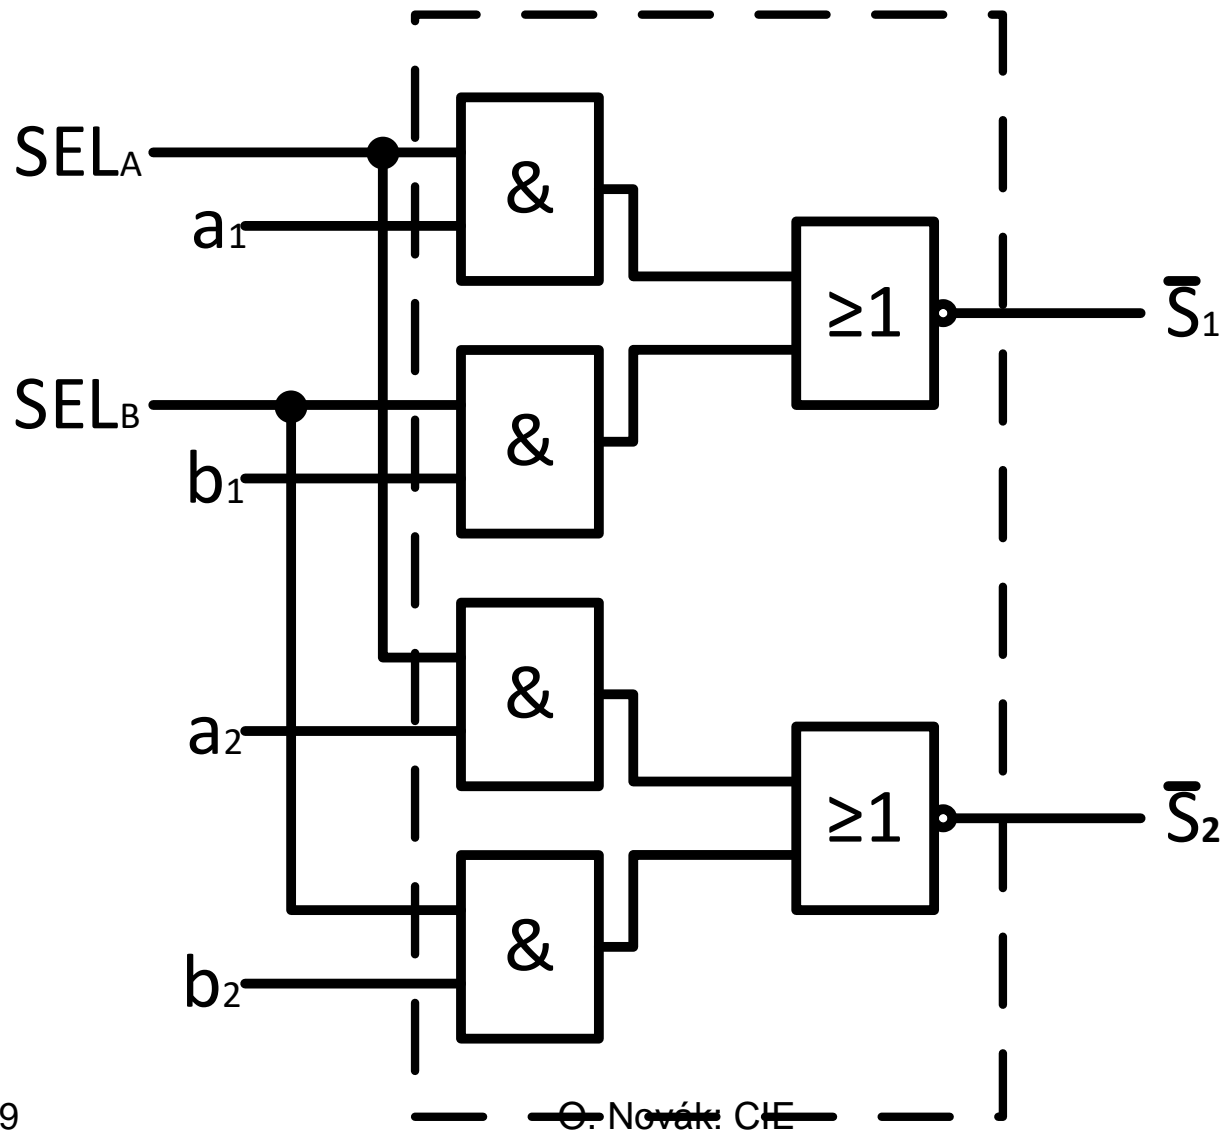 SELA
&
a1
≥1
S̅1
SELB
&
b1
&
a2
≥1
S̅2
&
b2
9
O. Novák: CIE